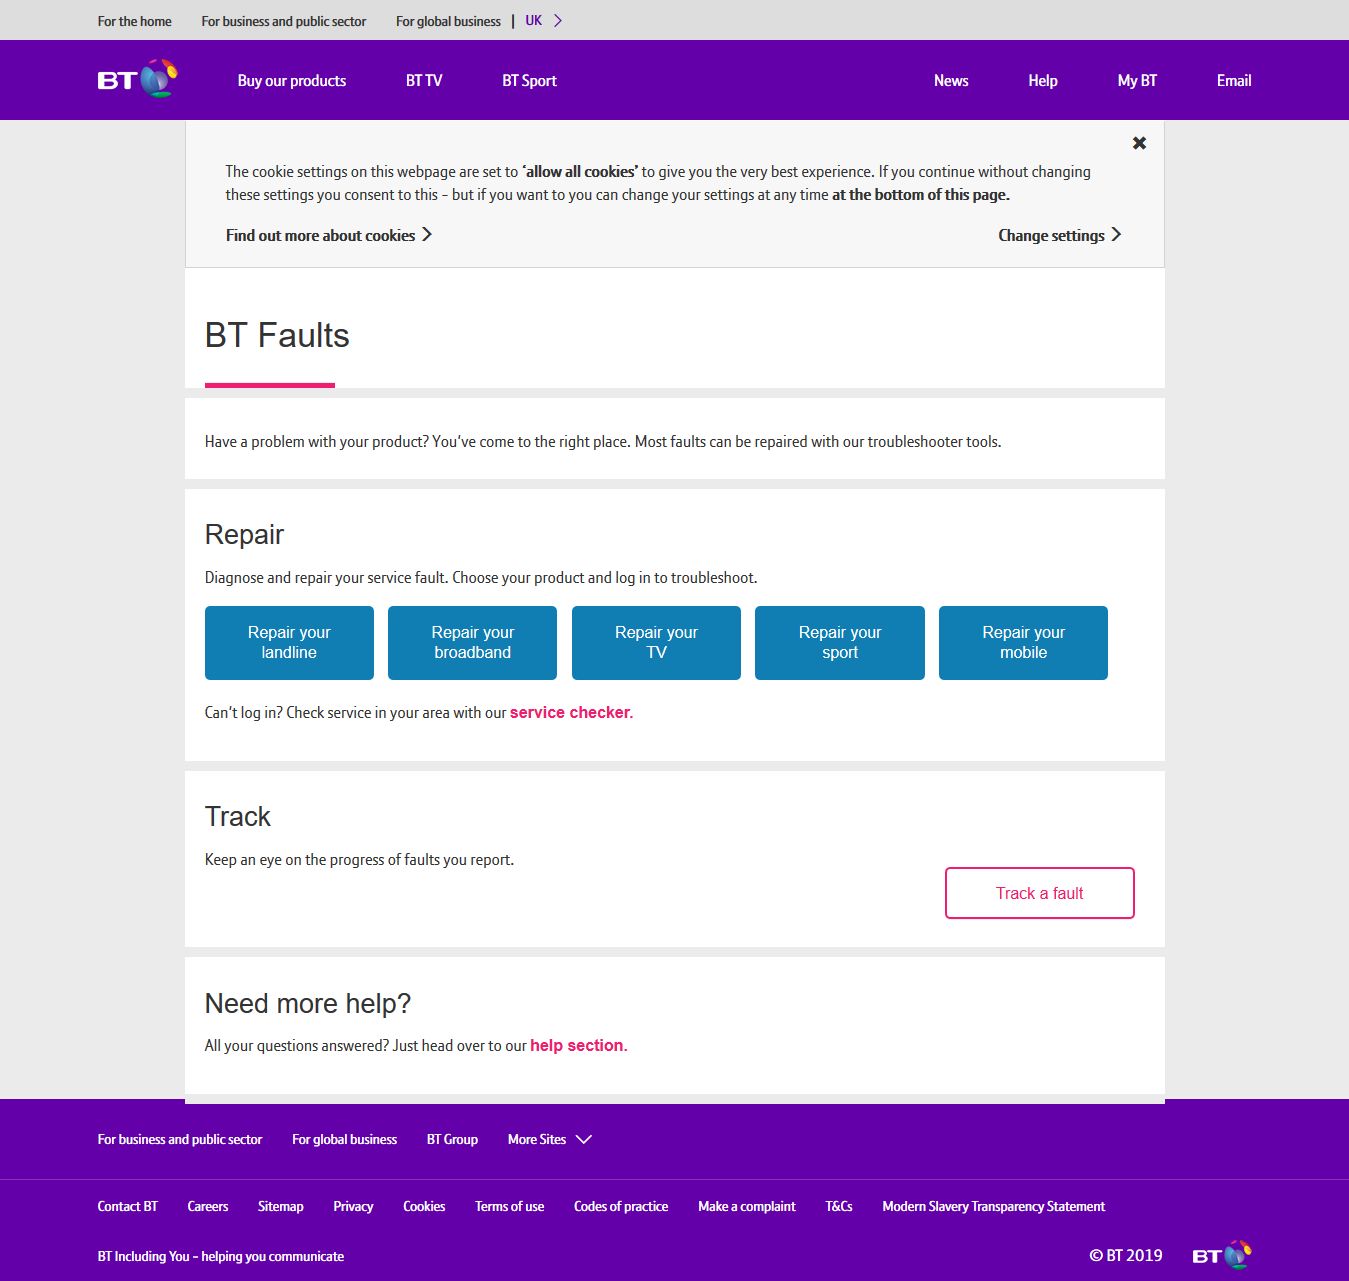 For the home For business and public sector For global business | UK
BT Buy our products BT TV BT Sport News Help My BT Email
The cookie settings on this webpage are set to ‘allow all cookies’ to give you the very best experience. If you continue without changing
these settings you consent to this - but if you want to you can change your settings at any time at the bottom of this page.
Find out more about cookies Change settings
BT Faults
Have a problem with your product? You’ve come to the right place. Most faults can be repaired with our troubleshooter tools.
Repair
Diagnose and repair your service fault. Choose your product and log in to troubleshoot.
Repair your Repair your Repair your Repair your Repair your
landline broadband TV sport mobile
Can’t log in? Check service in your area with our service checker.
Track
Keep an eye on the progress of faults you report.
Track a fault
Need more help?
All your questions answered? Just head over to our help section.
For business and public sector For global business BT Group More Sites
Contact BT Careers Sitemap Privacy Cookies Terms of use Codes of practice Make a complaint T&Cs Modern Slavery Transparency Statement
BT Including You - helping you communicate © BT 2019 BT